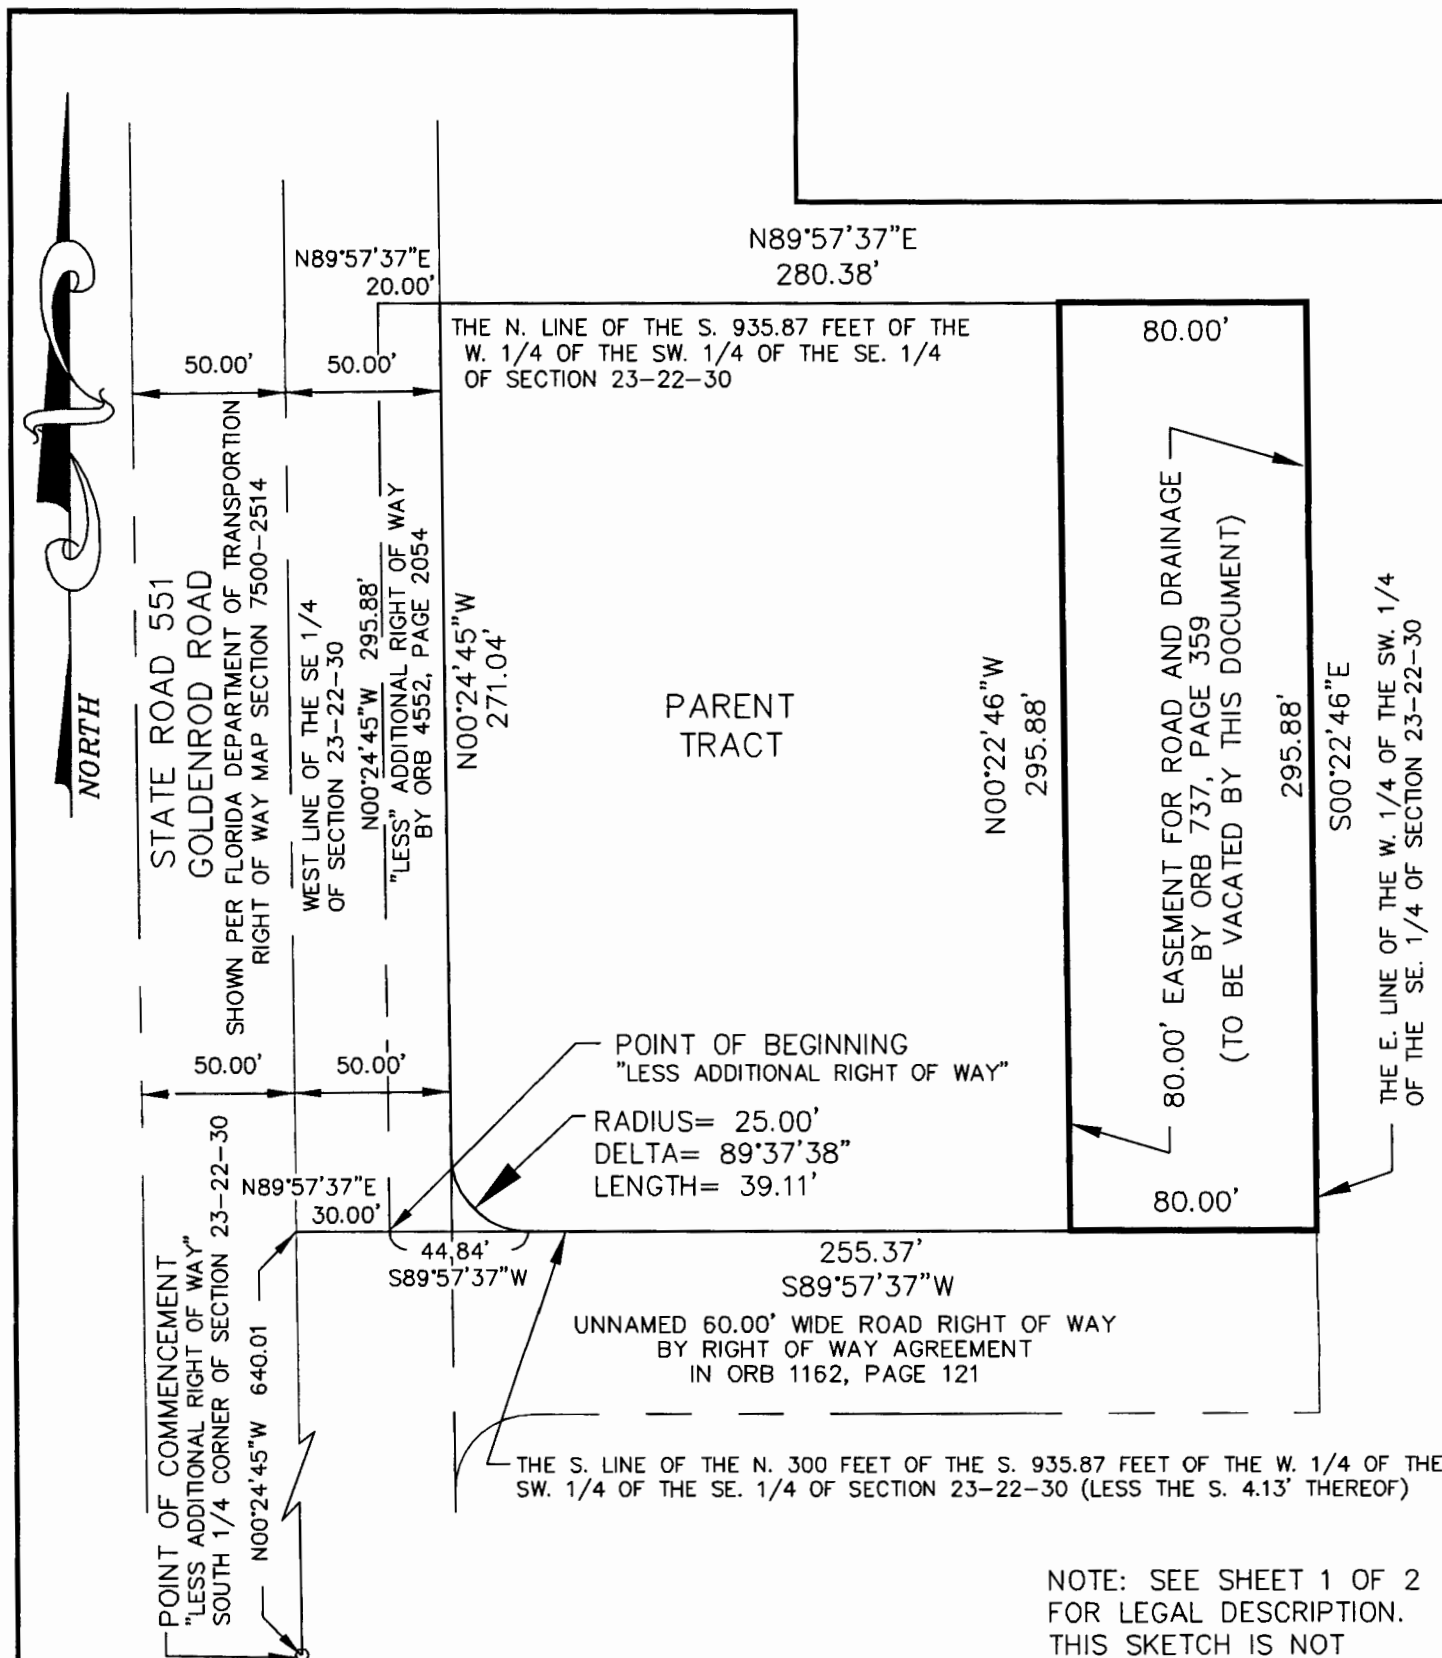 N89°57'37"E
280.38'
N89°57'37"E
20.00'
THE N. LINE OF THE S. 935.87 FEET OF THE
W. 1/4 OF THE SW. 1/4 OF THE SE. 1/4
OF SECTION 23-22-30
80.00'
50.00'
50.00'
NORTH
STATE ROAD 551
GOLDENROD ROAD
SHOWN PER FLORIDA DEPARTMENT OF TRANSPORTION
RIGHT OF WAY MAP SECTION 7500-2514
WEST LINE OF THE SE 1/4
OF SECTION 23-22-30
N00°24'45"W 295.88'
"LESS" ADDITIONAL RIGHT OF WAY
BY ORB 4552, PAGE 2054
N00°24'45"W
271.04'
PARENT
TRACT
N00°22'46"W
295.88'
80.00' EASEMENT FOR ROAD AND DRAINAGE
BY ORB 737, PAGE 359
(TO BE VACATED BY THIS DOCUMENT)
295.88'
S00°22'46"E
THE E. LINE OF THE W. 1/4 OF THE SW. 1/4
OF THE SE. 1/4 OF SECTION 23-22-30
50.00'
50.00'
POINT OF BEGINNING
"LESS ADDITIONAL RIGHT OF WAY"
RADIUS= 25.00'
DELTA= 89°37'38"
LENGTH= 39.11'
N89°57'37"E
30.00'
80.00'
44.84'
S89°57'37"W
255.37'
S89°57'37"W
UNNAMED 60.00' WIDE ROAD RIGHT OF WAY
BY RIGHT OF WAY AGREEMENT
IN ORB 1162, PAGE 121
POINT OF COMMENCEMENT
"LESS ADDITIONAL RIGHT OF WAY"
SOUTH 1/4 CORNER OF SECTION 23-22-30
N00°24'45"W 640.01
THE S. LINE OF THE N. 300 FEET OF THE S. 935.87 FEET OF THE W. 1/4 OF THE
SW. 1/4 OF THE SE. 1/4 OF SECTION 23-22-30 (LESS THE S. 4.13' THEREOF)
NOTE: SEE SHEET 1 OF 2
FOR LEGAL DESCRIPTION.
THIS SKETCH IS NOT